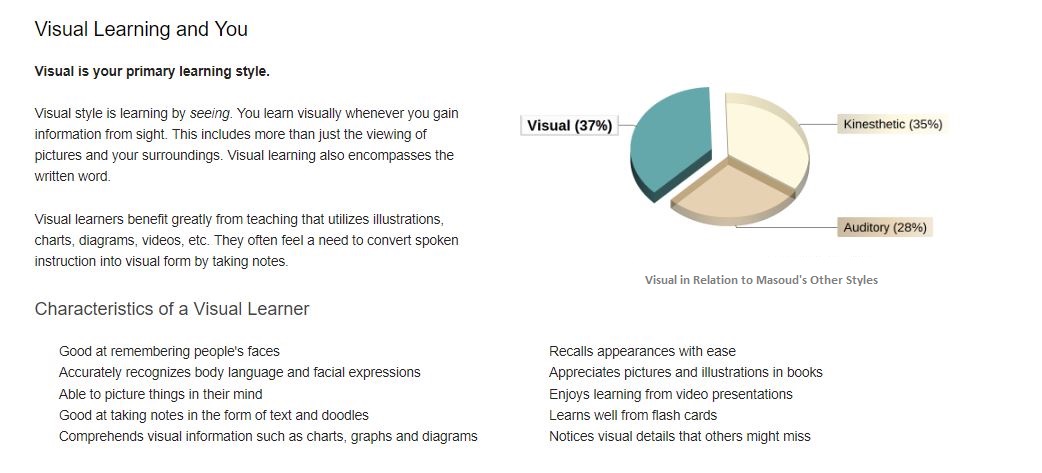 Visual Learning and You
Visual is your primary learning style.
Visual style is learning by seeing. You learn visually whenever you gain
information from sight. This includes more than just the viewing of
pictures and your surroundings. Visual learning also encompasses the
written word.
Visual learners benefit greatly from teaching that utilizes illustrations,
charts, diagrams, videos, etc. They often feel a need to convert spoken
instruction into visual form by taking notes.
Visual (37%)
Kinesthetic (35%)
Auditory (28%)
Visual in Relation to Masoud's Other Styles
Characteristics of a Visual Learner
Good at remembering people's faces
Accurately recognizes body language and facial expressions
Able to picture things in their mind
Good at taking notes in the form of text and doodles
Comprehends visual information such as charts, graphs and diagrams
Recalls appearances with ease
Appreciates pictures and illustrations in books
Enjoys learning from video presentations
Learns well from flash cards
Notices visual details that others might miss